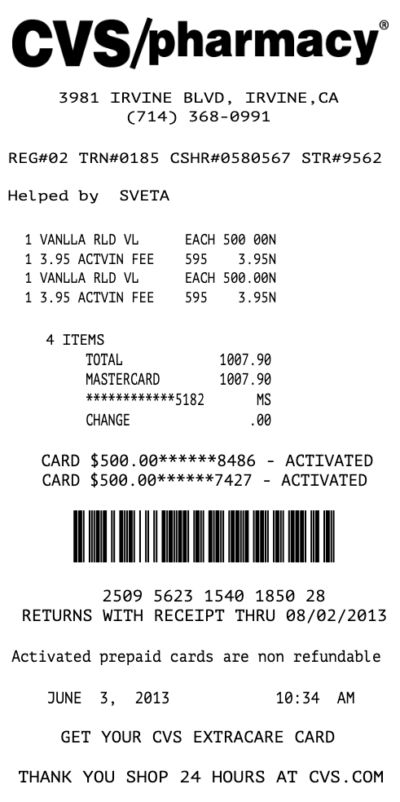 CVS/pharmacy®
3981 IRVINE BLVD, IRVINE,CA
(714) 368-0991
REG#02 TRN#0185 CSHR#0580567 STR#9562
Helped by SVETA
1 VANLLA RLD VL EACH 500 00N
1 3.95 ACTVIN FEE 595 3.95N
1 VANLLA RLD VL EACH 500.00N
1 3.95 ACTVIN FEE 595 3.95N
4 ITEMS
TOTAL 1007.90
MASTERCARD 1007.90
************5182 MS
CHANGE .00
CARD $500.00******8486 - ACTIVATED
CARD $500.00******7427 - ACTIVATED
2509 5623 1540 1850 28
RETURNS WITH RECEIPT THRU 08/02/2013
Activated prepaid cards are non refundable
JUNE 3, 2013 10:34 AM
GET YOUR CVS EXTRACARE CARD
THANK YOU SHOP 24 HOURS AT CVS.COM